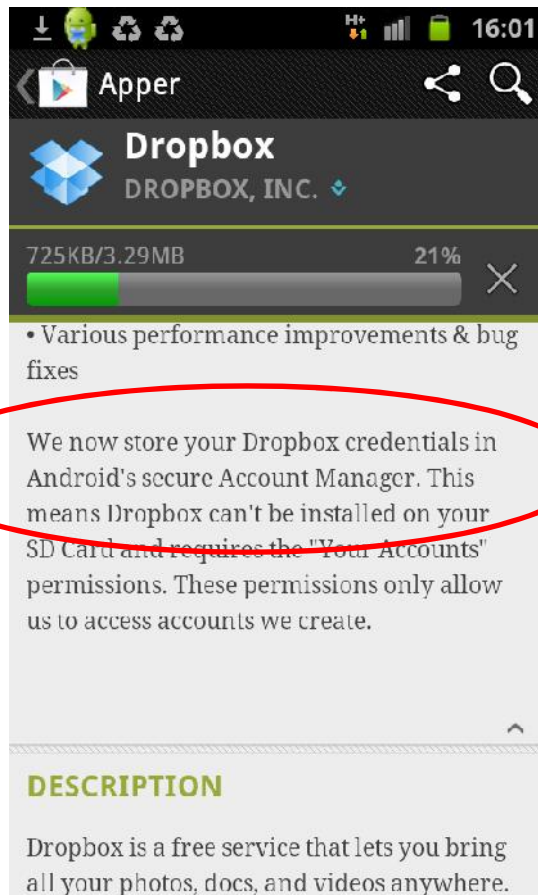 H+ 16:01
Apper
Dropbox
DROPBOX, INC.
725KB/3.29MB 21%
• Various performance improvements & bug
fixes
We now store your Dropbox credentials in
Android's secure Account Manager. This
means Dropbox can't be installed on your
SD Card and requires the "Your Accounts"
permissions. These permissions only allow
us to access accounts we create.
DESCRIPTION
Dropbox is a free service that lets you bring
all your photos, docs, and videos anywhere.